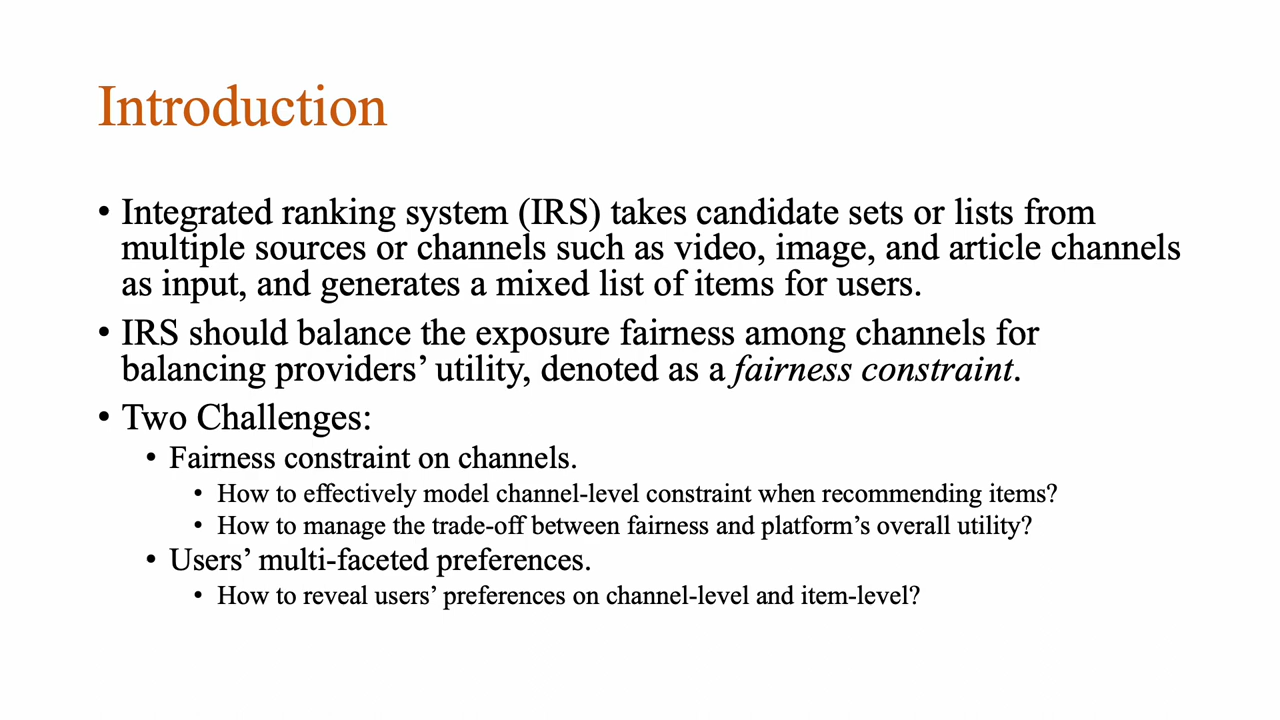 Introduction
• Integrated ranking system (IRS) takes candidate sets or lists from
multiple sources or channels such as video, image, and article channels
as input, and generates a mixed list of items for users.
• IRS should balance the exposure fairness among channels for
balancing providers’ utility, denoted as a fairness constraint.
• Two Challenges:
• Fairness constraint on channels.
• How to effectively model channel-level constraint when recommending items?
• How to manage the trade-off between fairness and platform’s overall utility?
• Users’ multi-faceted preferences.
• How to reveal users’ preferences on channel-level and item-level?